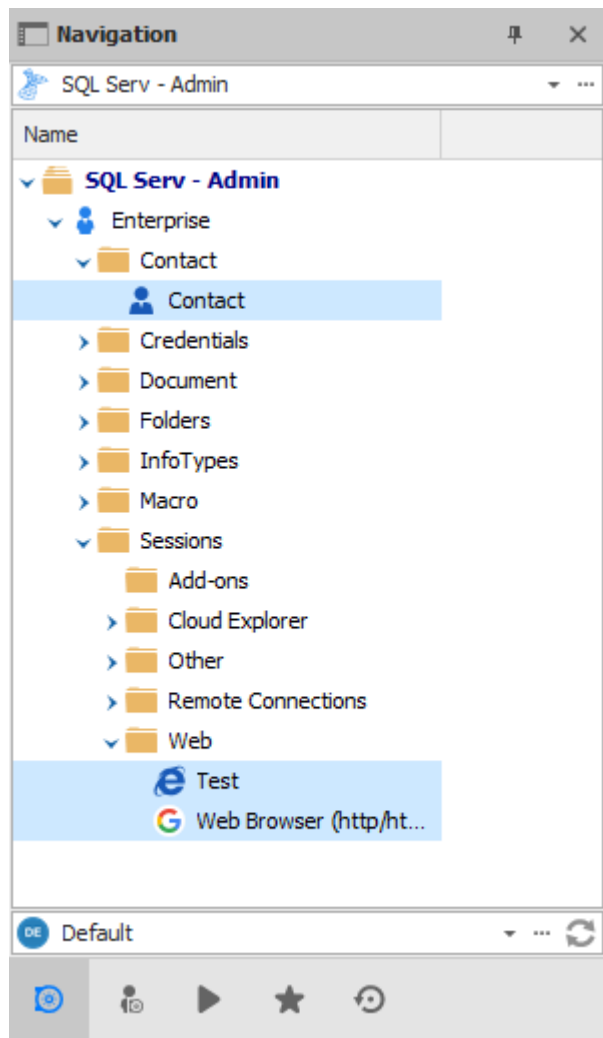 Navigation
SQL Serv - Admin
Name
SQL Serv - Admin
Enterprise
Contact
Contact
Credentials
Document
Folders
InfoTypes
Macro
Sessions
Add-ons
Cloud Explorer
Other
Remote Connections
Web
Test
Web Browser (http/ht...
DE Default